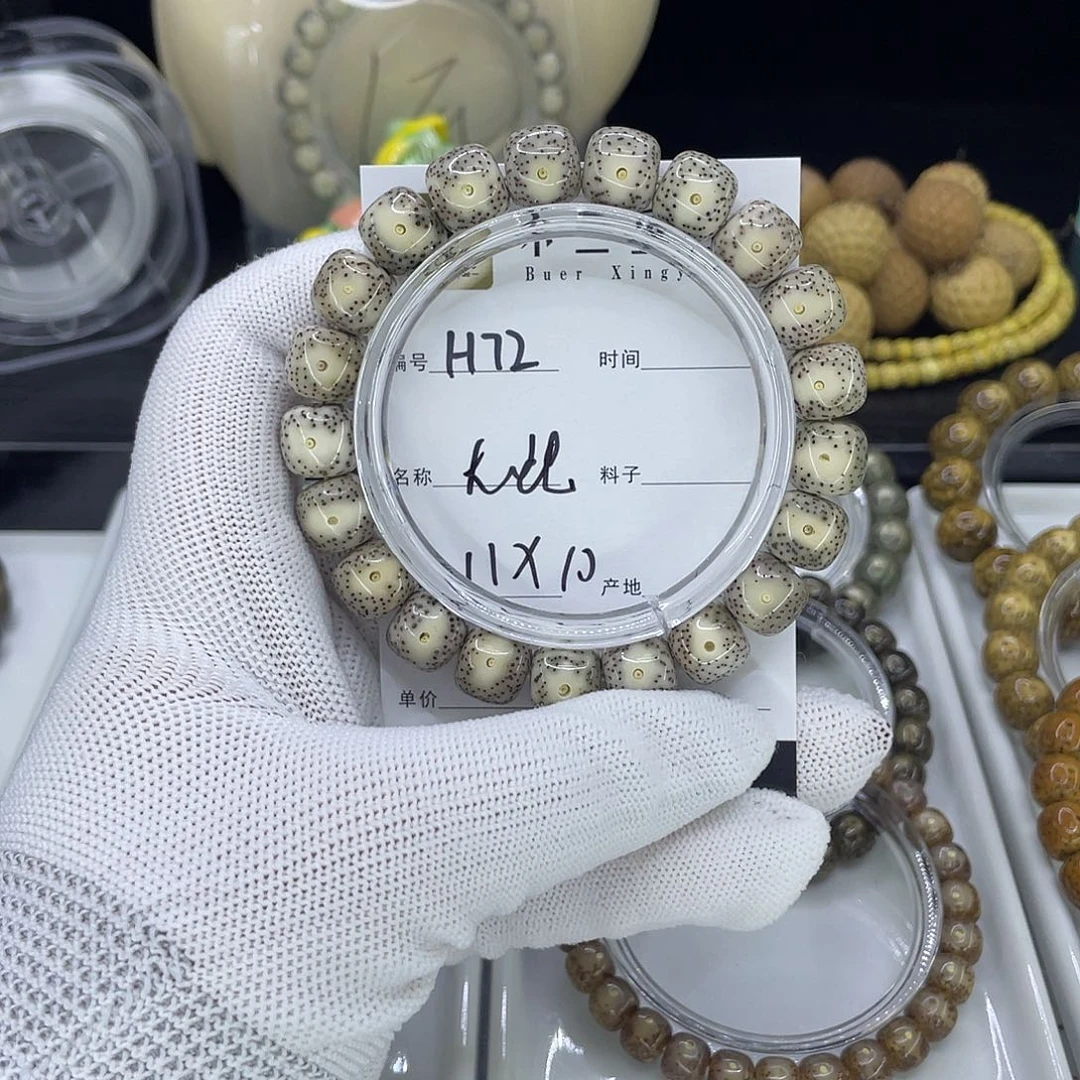 Buer Xingy
编号 H72 时间
名称 料子
11X10 产地
单价